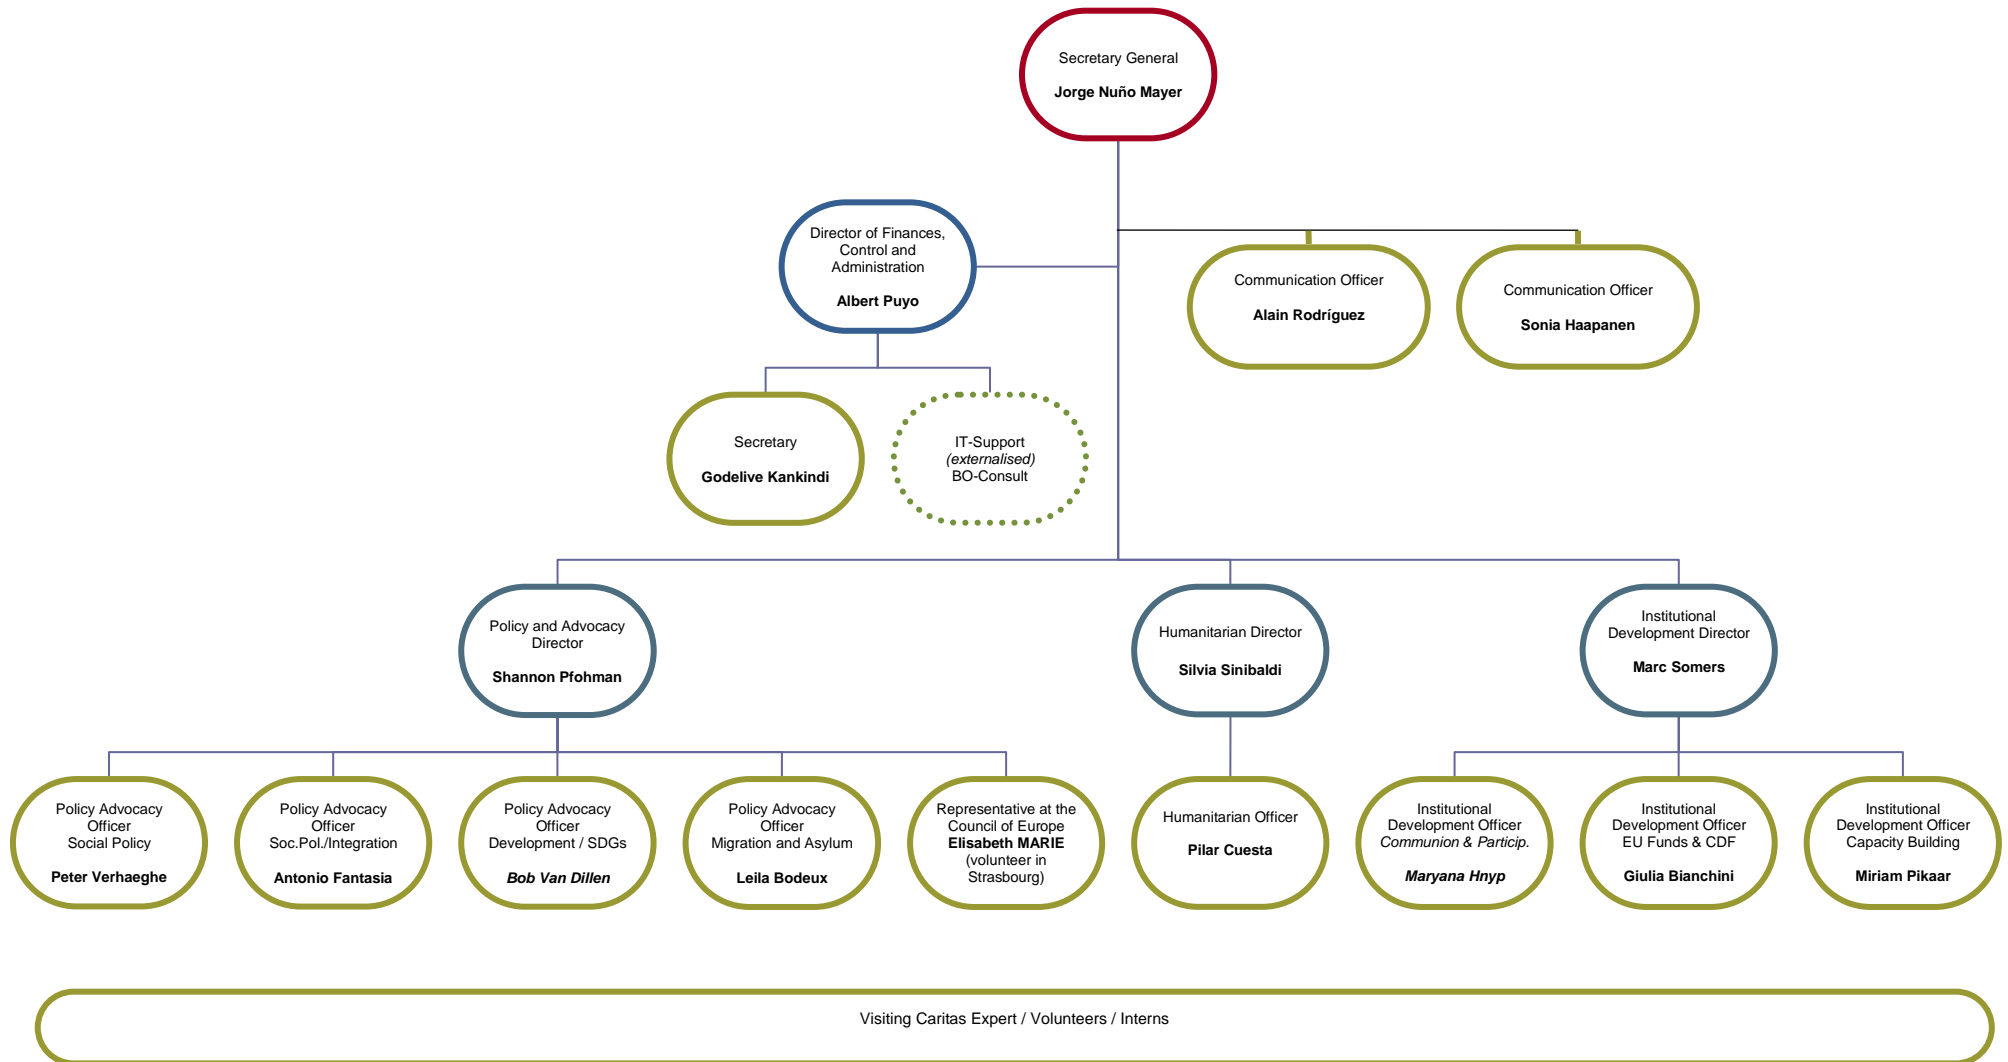 Secretary General
Jorge Nuño Mayer
Director of Finances,
Control and
Administration
Albert Puyo
Communication Officer
Alain Rodríguez
Communication Officer
Sonia Haapanen
Secretary
Godelive Kankindi
IT-Support
(externalised)
BO-Consult
Policy and Advocacy
Director
Shannon Pfohman
Humanitarian Director
Silvia Sinibaldi
Institutional
Development Director
Marc Somers
Policy Advocacy
Officer
Social Policy
Peter Verhaeghe
Policy Advocacy
Officer
Soc.Pol./Integration
Antonio Fantasia
Policy Advocacy
Officer
Development / SDGs
Bob Van Dillen
Policy Advocacy
Officer
Migration and Asylum
Leila Bodeux
Representative at the
Council of Europe
Elisabeth MARIE
(volunteer in
Strasbourg)
Humanitarian Officer
Pilar Cuesta
Institutional
Development Officer
Communion & Particip.
Maryana Hnyp
Institutional
Development Officer
EU Funds & CDF
Giulia Bianchini
Institutional
Development Officer
Capacity Building
Miriam Pikaar
Visiting Caritas Expert / Volunteers / Interns